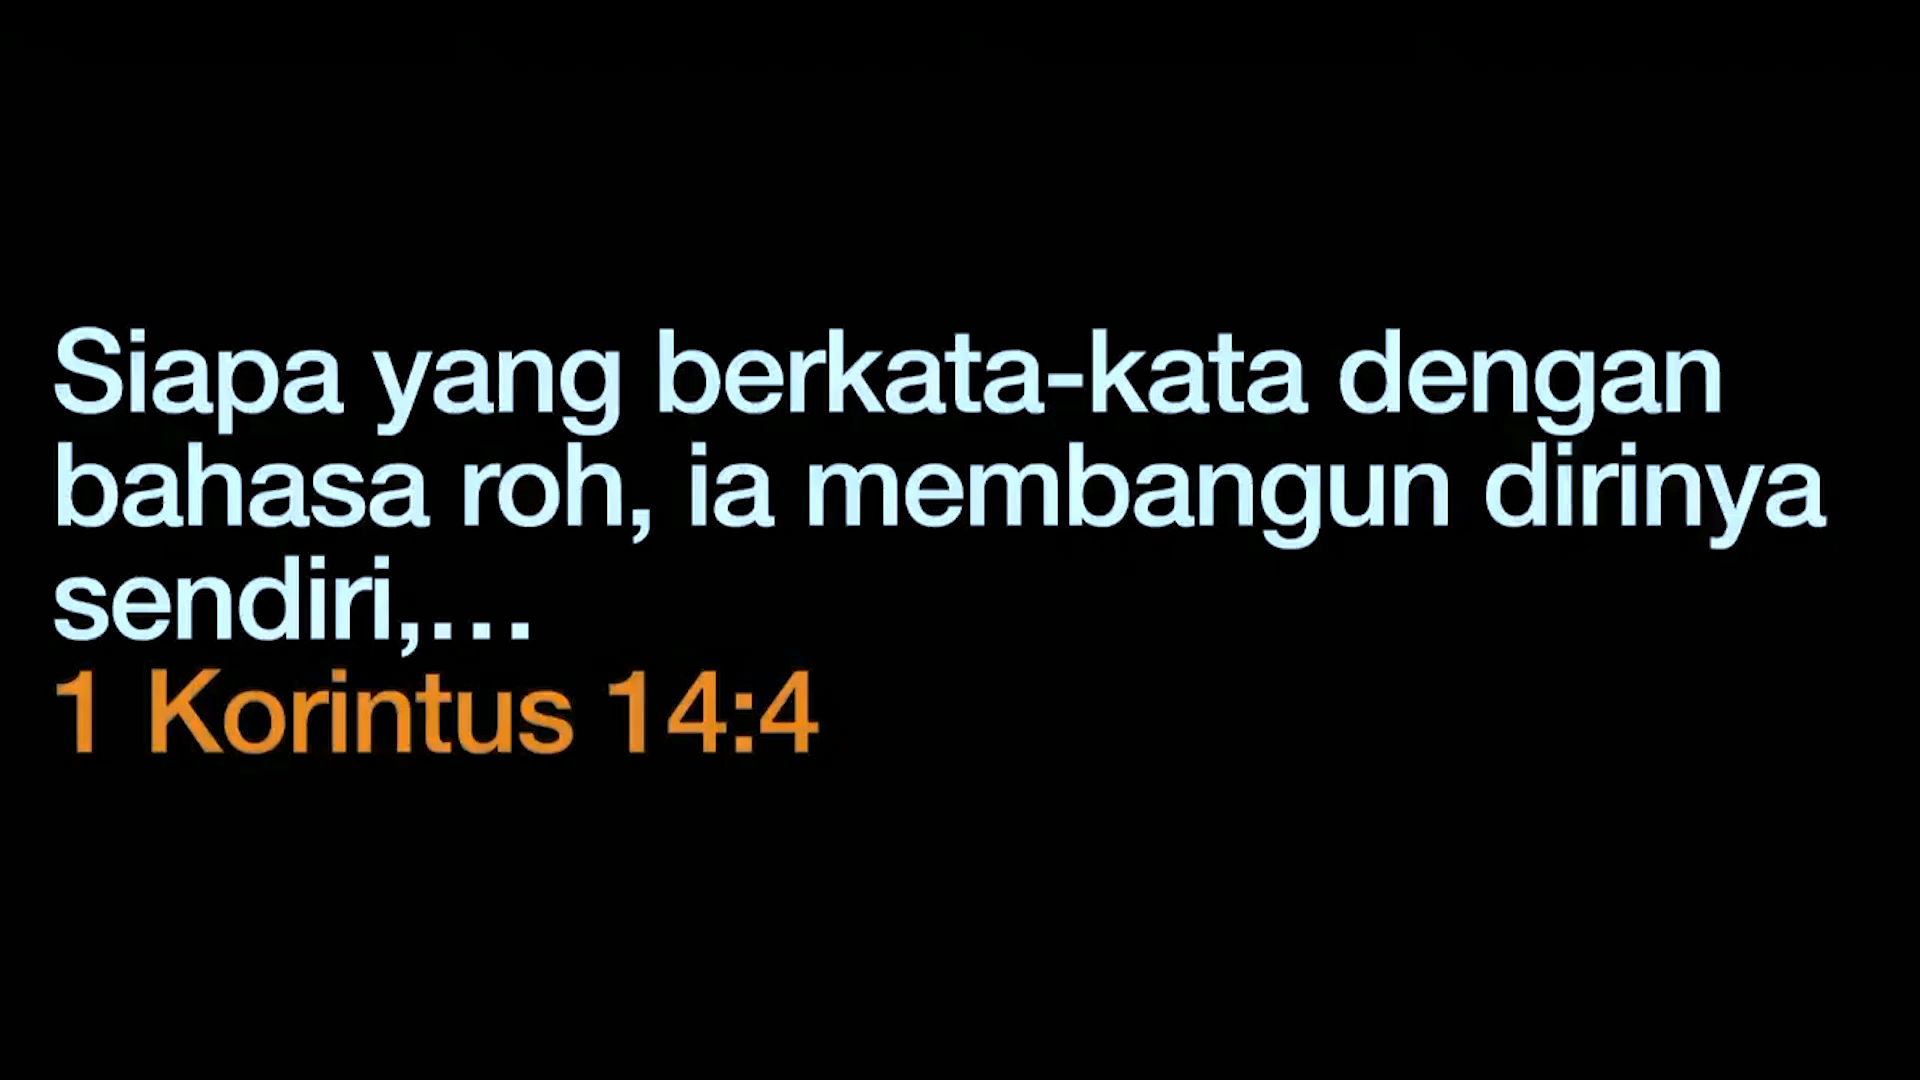 Siapa yang berkata-kata dengan
bahasa roh, ia membangun dirinya
sendiri,...
1 Korintus 14:4